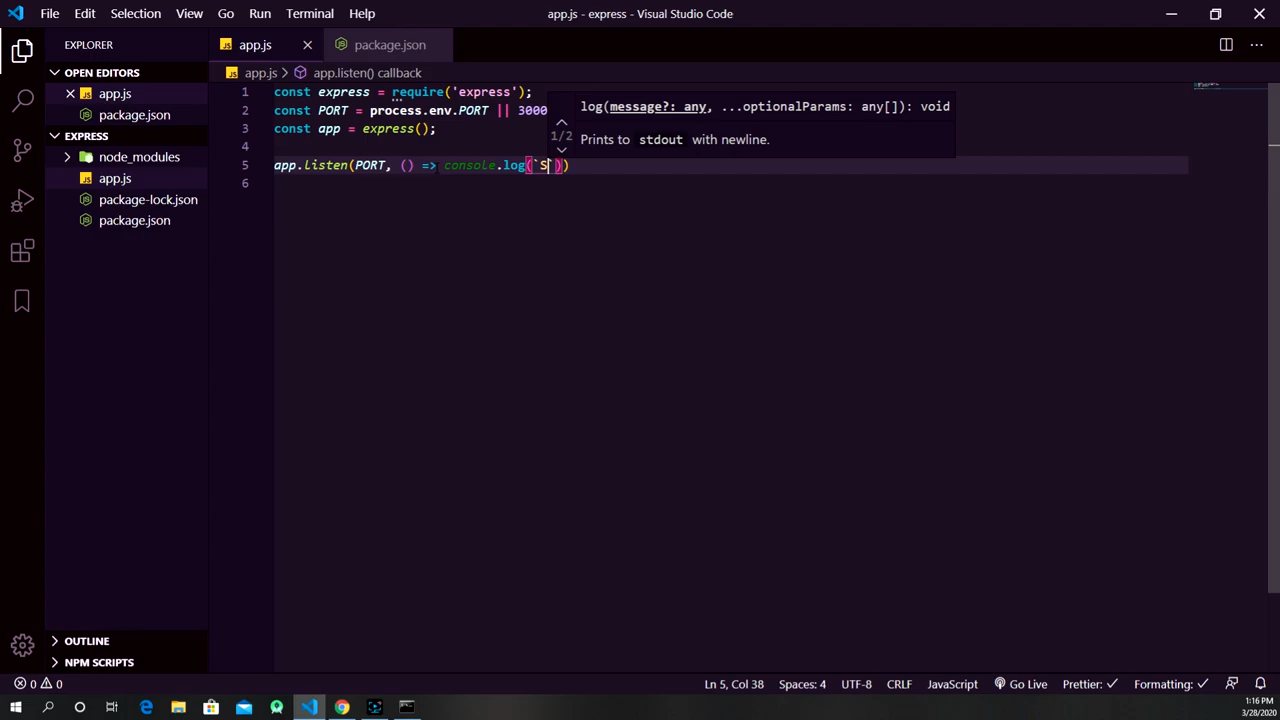 File Edit Selection View Go Run Terminal Help app.js - express - Visual Studio Code
EXPLORER
JS app.js package.json
OPEN EDITORS
JS app.js > app.listen() callback
JS app.js
package.json
EXPRESS
node_modules
JS app.js
package-lock.json
package.json
1 const express = require('express');
2 const PORT = process.env.PORT || 3000
3 const app = express();
4
5 app.listen(PORT, () => console.log(`S`))
6
log(message?: any, ...optionalParams: any[]): void
1/2
Prints to stdout with newline.
OUTLINE
NPM SCRIPTS
0 0 Ln 5, Col 38 Spaces: 4 UTF-8 CRLF JavaScript Go Live Prettier: ✓ Formatting: ✓
1:16 PM
3/28/2020